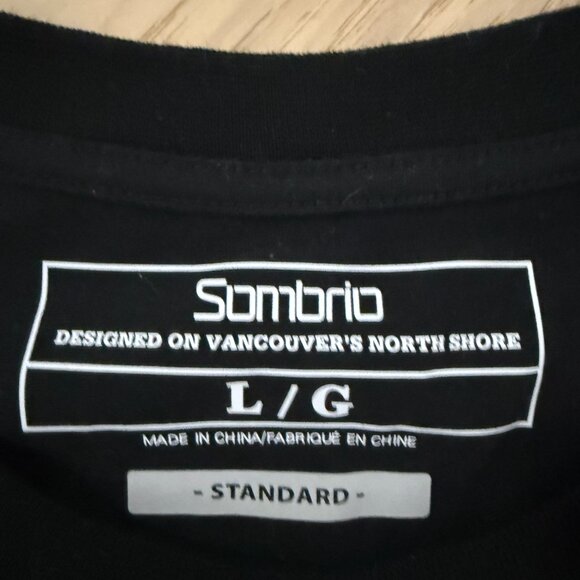 Sombrio
DESIGNED ON VANCOUVER'S NORTH SHORE
L / G
MADE IN CHINA/FABRIQUÉ EN CHINE
- STANDARD -